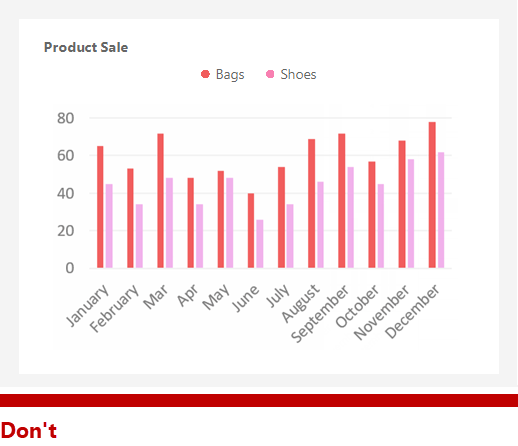 Product Sale
Bags Shoes
80
60
40
20
0
January February Mar Apr May June July August September October November December
Don't